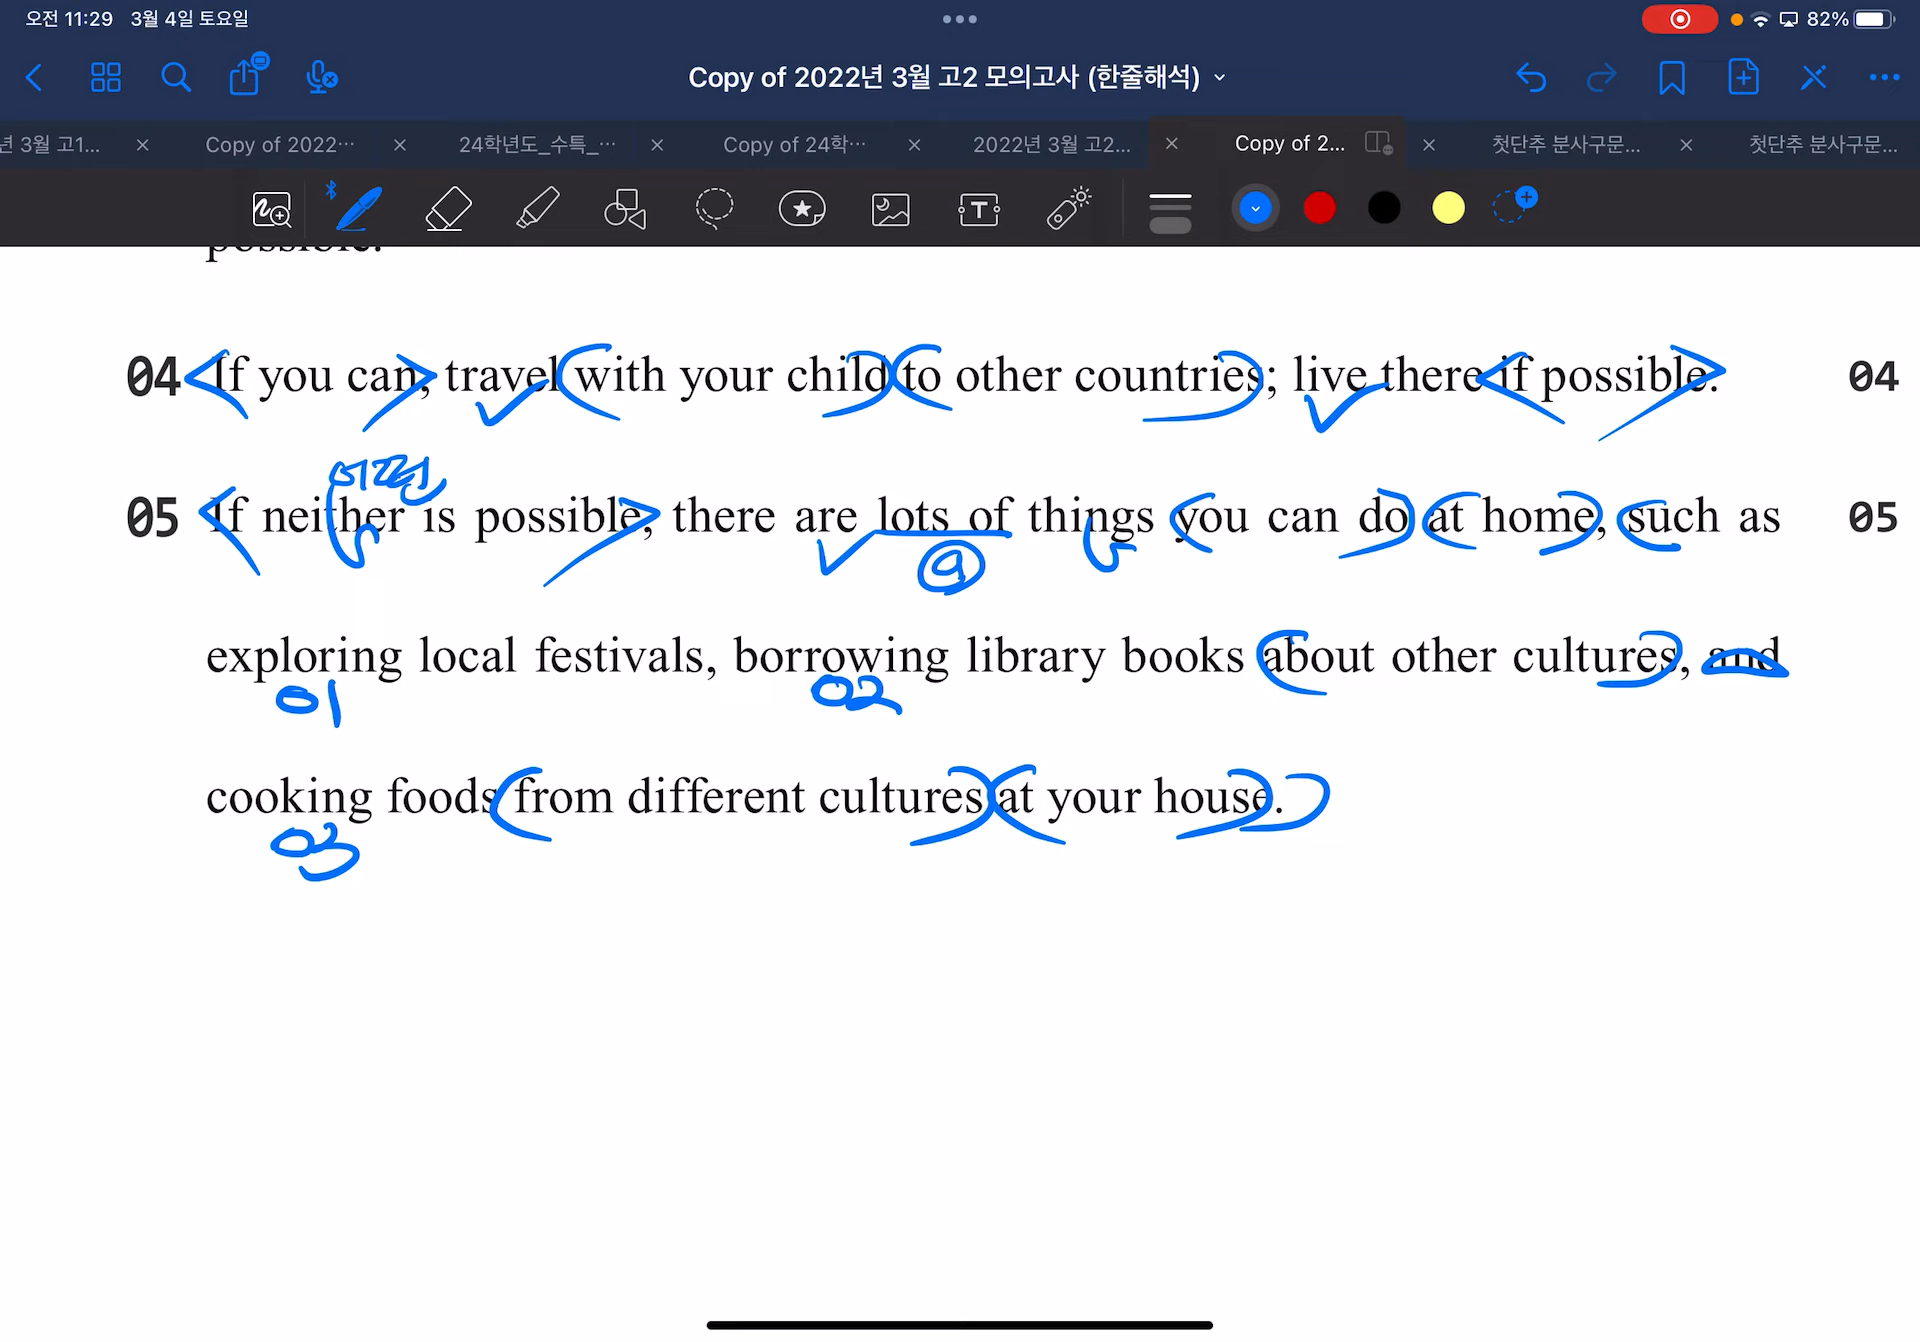 오전 11:29 3월 4일 토요일
82%
Copy of 2022년 3월 고2 모의고사 (한줄해석)
년 3월 고1...
Copy of 2022...
24학년도_수특_...
Copy of 24학...
2022년 3월 고2...
Copy of 2...
첫단추 분사구문...
첫단추 분사구문...
possible.
04 If you can, travel with your child to other countries; live there if possible. 04
05 If neither is possible, there are lots of things you can do at home, such as 05
exploring local festivals, borrowing library books about other cultures, and
01 02
cooking foods from different cultures at your house.
03